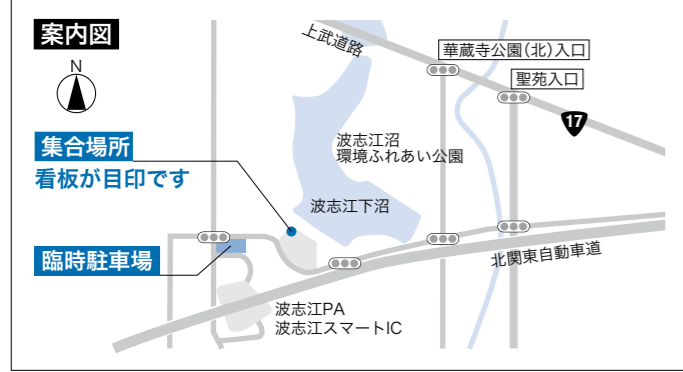 案内図
N
上武道路
華蔵寺公園(北)入口
聖苑入口
17
集合場所
看板が目印です
波志江沼
環境ふれあい公園
波志江下沼
臨時駐車場
北関東自動車道
波志江PA
波志江スマートIC